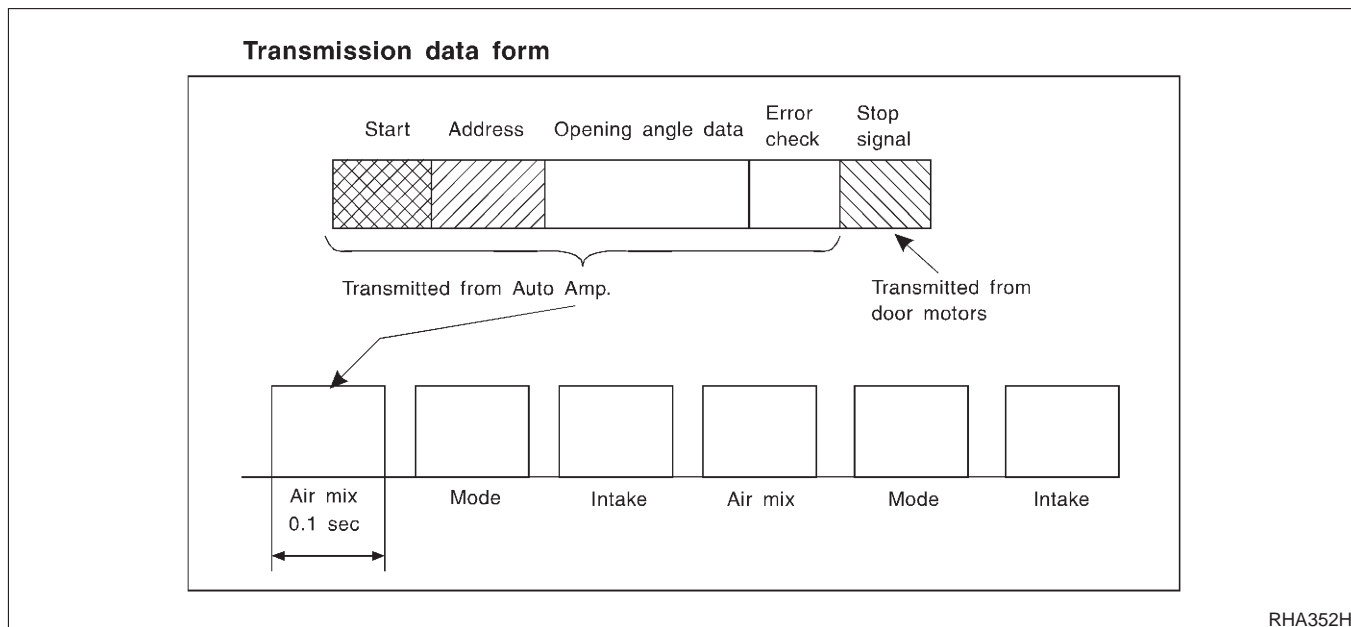 Transmission data form
Start Address Opening angle data Error check Stop signal
Transmitted from Auto Amp.
Transmitted from
door motors
Air mix Mode Intake Air mix Mode Intake
0.1 sec
RHA352H